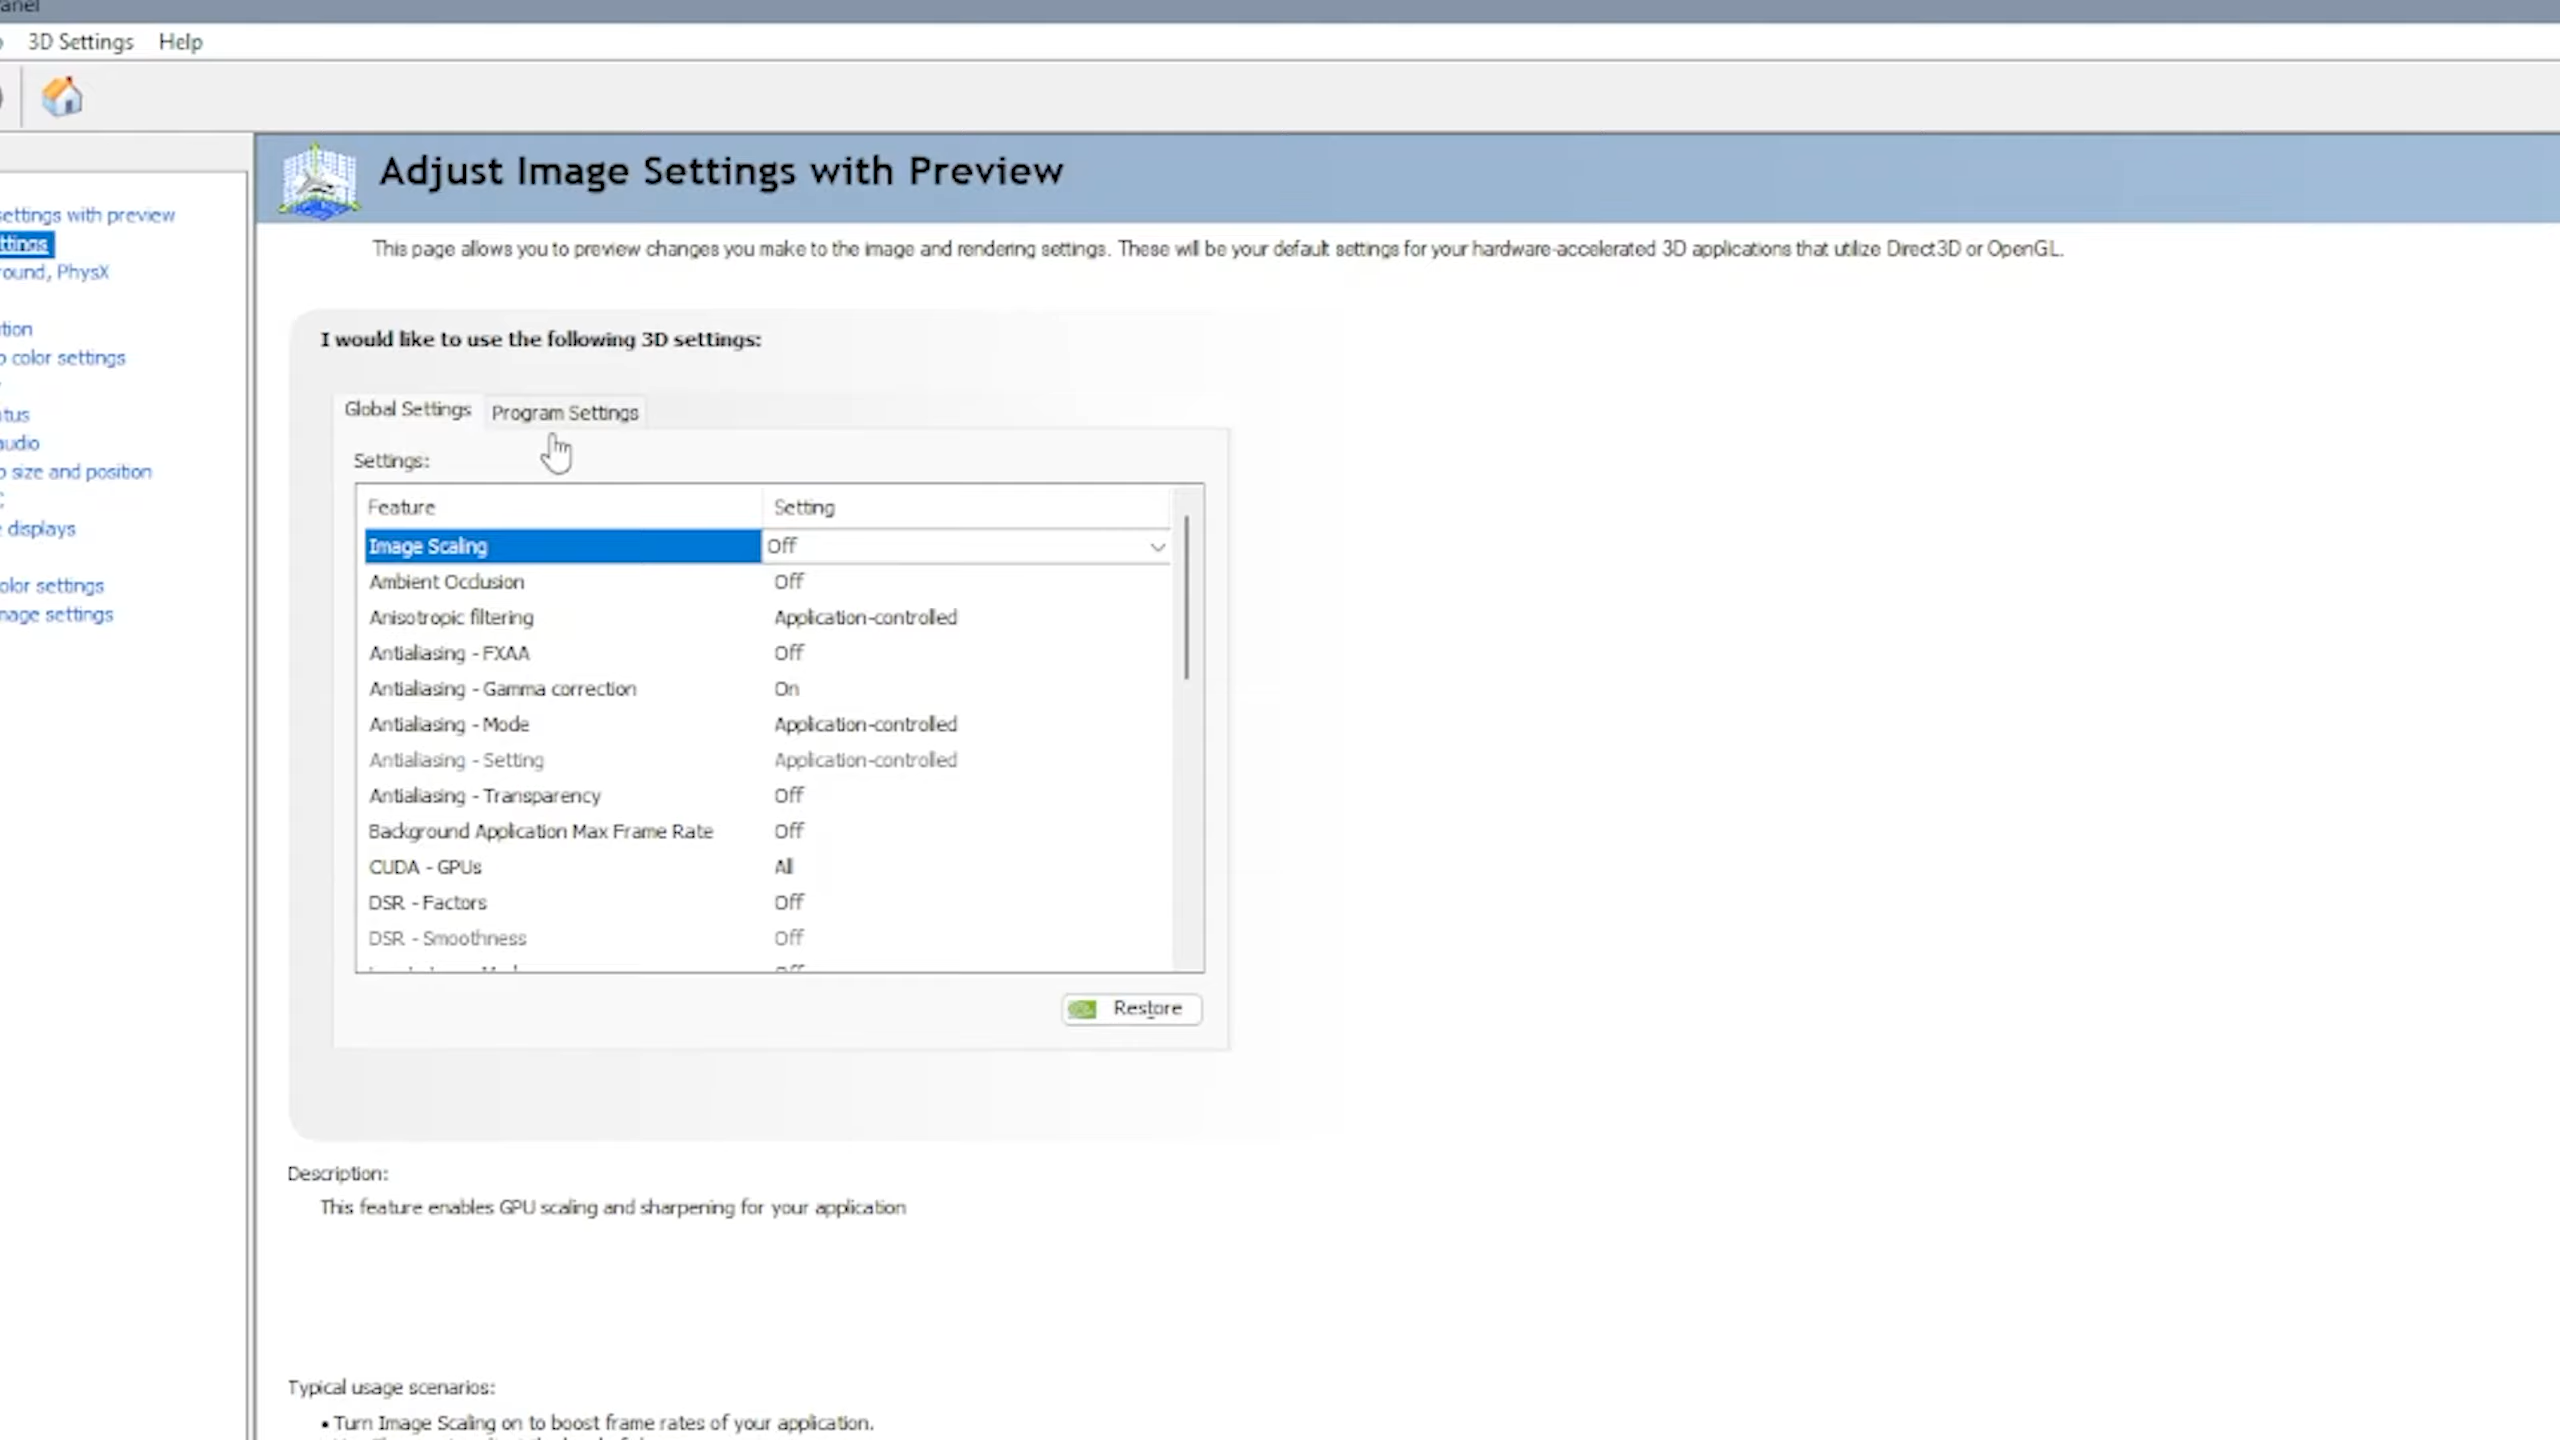 3D Settings Help
Adjust Image Settings with Preview
This page allows you to preview changes you make to the image and rendering settings. These will be your default settings for your hardware-accelerated 3D applications that utilize Direct3D or OpenGL.
settings with preview
ttings
round, PhysX
tion
color settings
tus
audio
size and position
displays
olor settings
mage settings
I would like to use the following 3D settings:
Global Settings Program Settings
Settings:
Feature Setting
Image Scaling Off
Ambient Occlusion Off
Anisotropic filtering Application-controlled
Antialiasing - FXAA Off
Antialiasing - Gamma correction On
Antialiasing - Mode Application-controlled
Antialiasing - Setting Application-controlled
Antialiasing - Transparency Off
Background Application Max Frame Rate Off
CUDA - GPUs All
DSR - Factors Off
DSR - Smoothness Off
Restore
Description:
This feature enables GPU scaling and sharpening for your application
Typical usage scenarios:
• Turn Image Scaling on to boost frame rates of your application.